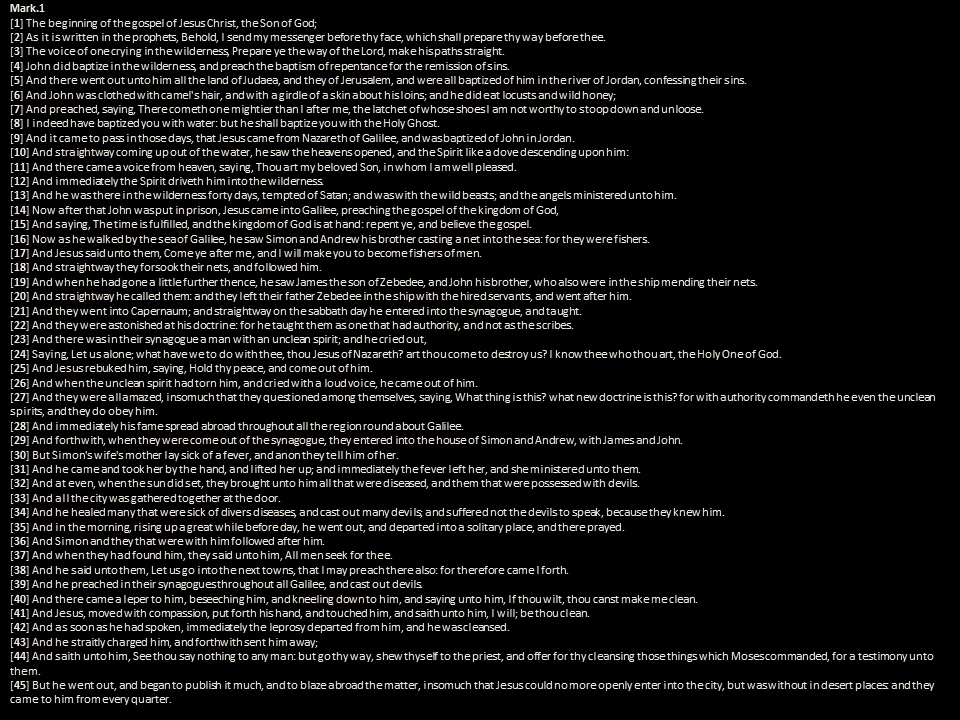 Mark.1
[1] The beginning of the gospel of Jesus Christ, the Son of God;
[2] As it is written in the prophets, Behold, I send my messenger before thy face, which shall prepare thy way before thee.
[3] The voice of one crying in the wilderness, Prepare ye the way of the Lord, make his paths straight.
[4] John did baptize in the wilderness, and preach the baptism of repentance for the remission of sins.
[5] And there went out unto him all the land of Judaea, and they of Jerusalem, and were all baptized of him in the river of Jordan, confessing their sins.
[6] And John was clothed with camel's hair, and with a girdle of a skin about his loins; and he did eat locusts and wild honey;
[7] And preached, saying, There cometh one mightier than I after me, the latchet of whose shoes I am not worthy to stoop down and unloose.
[8] I indeed have baptized you with water: but he shall baptize you with the Holy Ghost.
[9] And it came to pass in those days, that Jesus came from Nazareth of Galilee, and was baptized of John in Jordan.
[10] And straightway coming up out of the water, he saw the heavens opened, and the Spirit like a dove descending upon him:
[11] And there came a voice from heaven, saying, Thou art my beloved Son, in whom I am well pleased.
[12] And immediately the Spirit driveth him into the wilderness.
[13] And he was there in the wilderness forty days, tempted of Satan; and was with the wild beasts; and the angels ministered unto him.
[14] Now after that John was put in prison, Jesus came into Galilee, preaching the gospel of the kingdom of God,
[15] And saying, The time is fulfilled, and the kingdom of God is at hand: repent ye, and believe the gospel.
[16] Now as he walked by the sea of Galilee, he saw Simon and Andrew his brother casting a net into the sea: for they were fishers.
[17] And Jesus said unto them, Come ye after me, and I will make you to become fishers of men.
[18] And straightway they forsook their nets, and followed him.
[19] And when he had gone a little further thence, he saw James the son of Zebedee, and John his brother, who also were in the ship mending their nets.
[20] And straightway he called them: and they left their father Zebedee in the ship with the hired servants, and went after him.
[21] And they went into Capernaum; and straightway on the sabbath day he entered into the synagogue, and taught.
[22] And they were astonished at his doctrine: for he taught them as one that had authority, and not as the scribes.
[23] And there was in their synagogue a man with an unclean spirit; and he cried out,
[24] Saying, Let us alone; what have we to do with thee, thou Jesus of Nazareth? art thou come to destroy us? I know thee who thou art, the Holy One of God.
[25] And Jesus rebuked him, saying, Hold thy peace, and come out of him.
[26] And when the unclean spirit had torn him, and cried with a loud voice, he came out of him.
[27] And they were all amazed, insomuch that they questioned among themselves, saying, What thing is this? what new doctrine is this? for with authority commandeth he even the unclean
spirits, and they do obey him.
[28] And immediately his fame spread abroad throughout all the region round about Galilee.
[29] And forthwith, when they were come out of the synagogue, they entered into the house of Simon and Andrew, with James and John.
[30] But Simon's wife's mother lay sick of a fever, and anon they tell him of her.
[31] And he came and took her by the hand, and lifted her up; and immediately the fever left her, and she ministered unto them.
[32] And at even, when the sun did set, they brought unto him all that were diseased, and them that were possessed with devils.
[33] And all the city was gathered together at the door.
[34] And he healed many that were sick of divers diseases, and cast out many devils; and suffered not the devils to speak, because they knew him.
[35] And in the morning, rising up a great while before day, he went out, and departed into a solitary place, and there prayed.
[36] And Simon and they that were with him followed after him.
[37] And when they had found him, they said unto him, All men seek for thee.
[38] And he said unto them, Let us go into the next towns, that I may preach there also: for therefore came I forth.
[39] And he preached in their synagogues throughout all Galilee, and cast out devils.
[40] And there came a leper to him, beseeching him, and kneeling down to him, and saying unto him, If thou wilt, thou canst make me clean.
[41] And Jesus, moved with compassion, put forth his hand, and touched him, and saith unto him, I will; be thou clean.
[42] And as soon as he had spoken, immediately the leprosy departed from him, and he was cleansed.
[43] And he straitly charged him, and forthwith sent him away;
[44] And saith unto him, See thou say nothing to any man: but go thy way, shew thyself to the priest, and offer for thy cleansing those things which Moses commanded, for a testimony unto
them.
[45] But he went out, and began to publish it much, and to blaze abroad the matter, insomuch that Jesus could no more openly enter into the city, but was without in desert places: and they
came to him from every quarter.